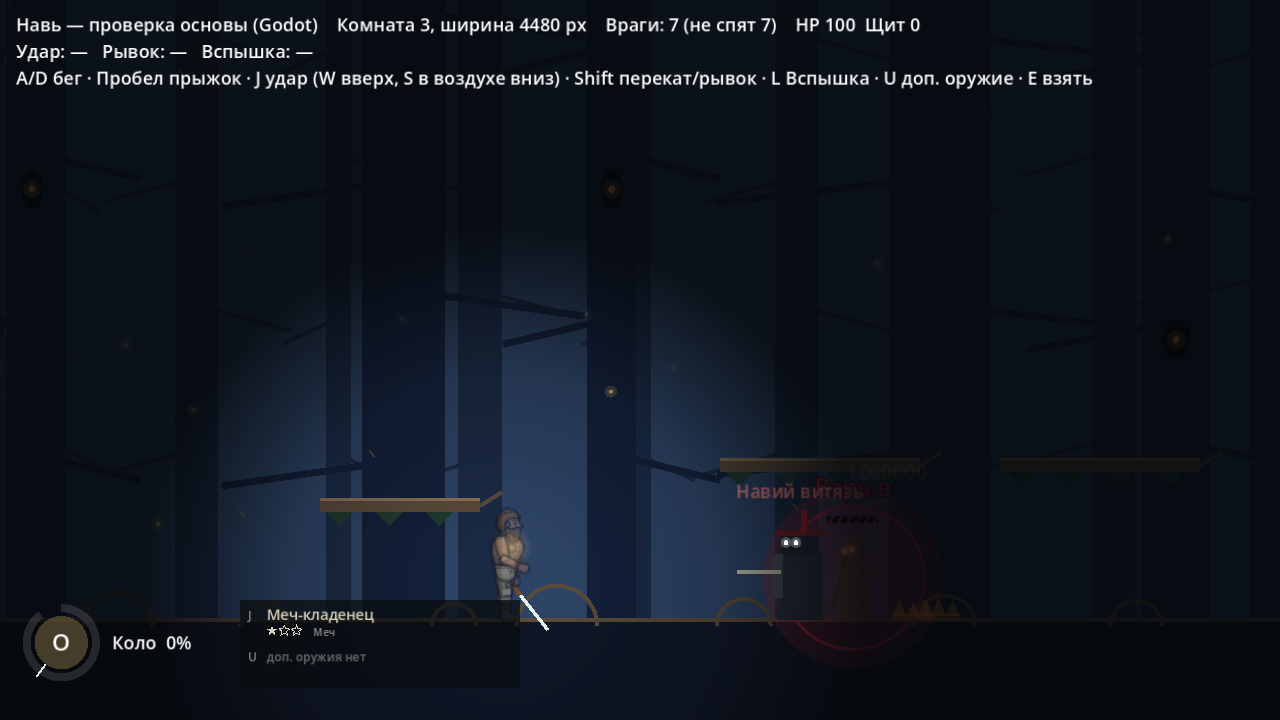 Навь — проверка основы (Godot) Комната 3, ширина 4480 px Враги: 7 (не спят 7) HP 100 Щит 0
Удар: — Рывок: — Вспышка: —
A/D бег · Пробел прыжок · J удар (W вверх, S в воздухе вниз) · Shift перекат/рывок · L Вспышка · U доп. оружие · E взять
1000000
Навий витязь
Взрыв
J Меч-кладенец
★☆☆ Меч
U доп. оружия нет
О
Коло 0%